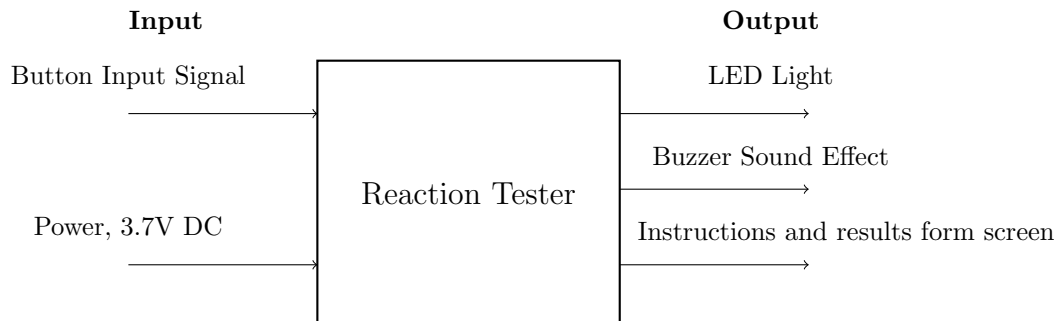 Input
Output
Button Input Signal
LED Light
Buzzer Sound Effect
Reaction Tester
Power, 3.7V DC
Instructions and results form screen